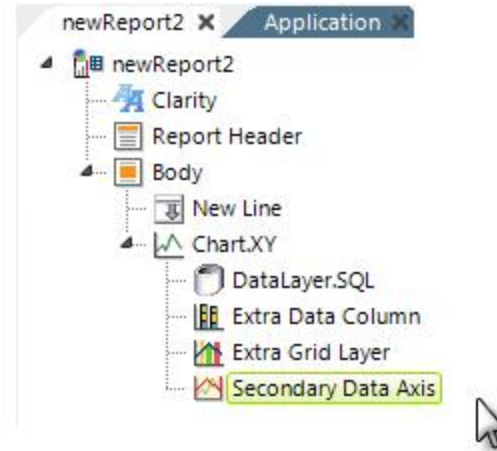 newReport2 Application
newReport2
Clarity
Report Header
Body
New Line
Chart.XY
DataLayer.SQL
Extra Data Column
Extra Grid Layer
Secondary Data Axis